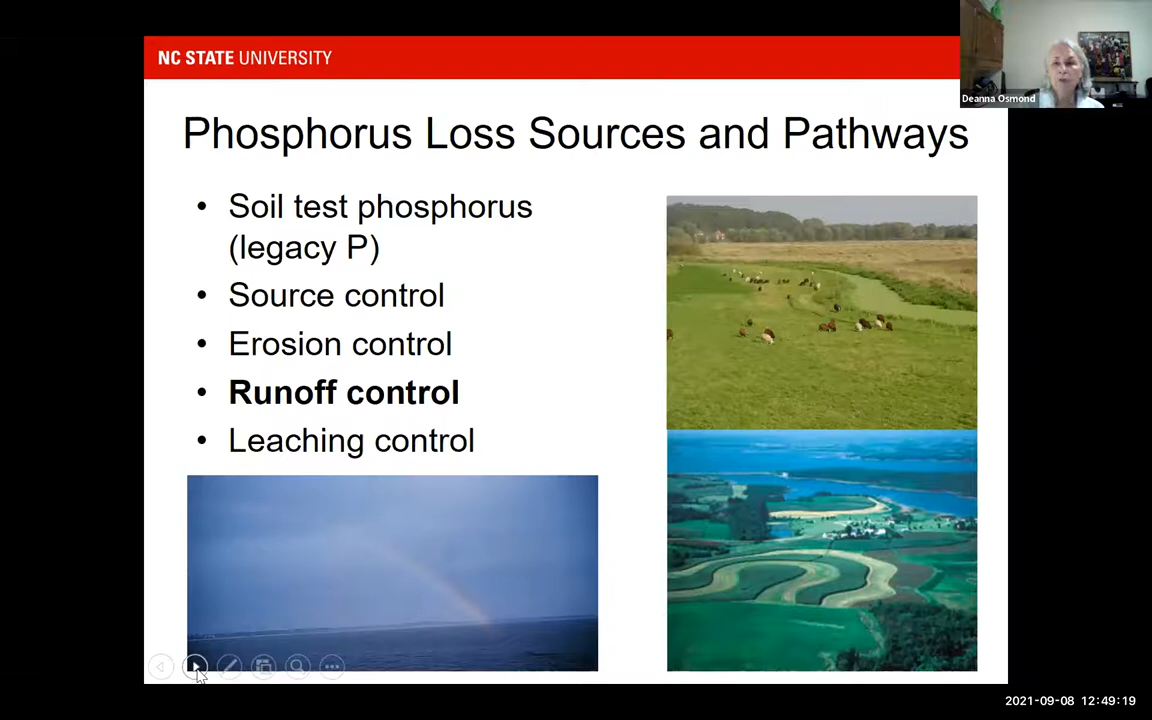 NC STATE UNIVERSITY
Deanna Osmond
Phosphorus Loss Sources and Pathways
• Soil test phosphorus
(legacy P)
• Source control
• Erosion control
• Runoff control
• Leaching control
2021-09-08 12:49:19